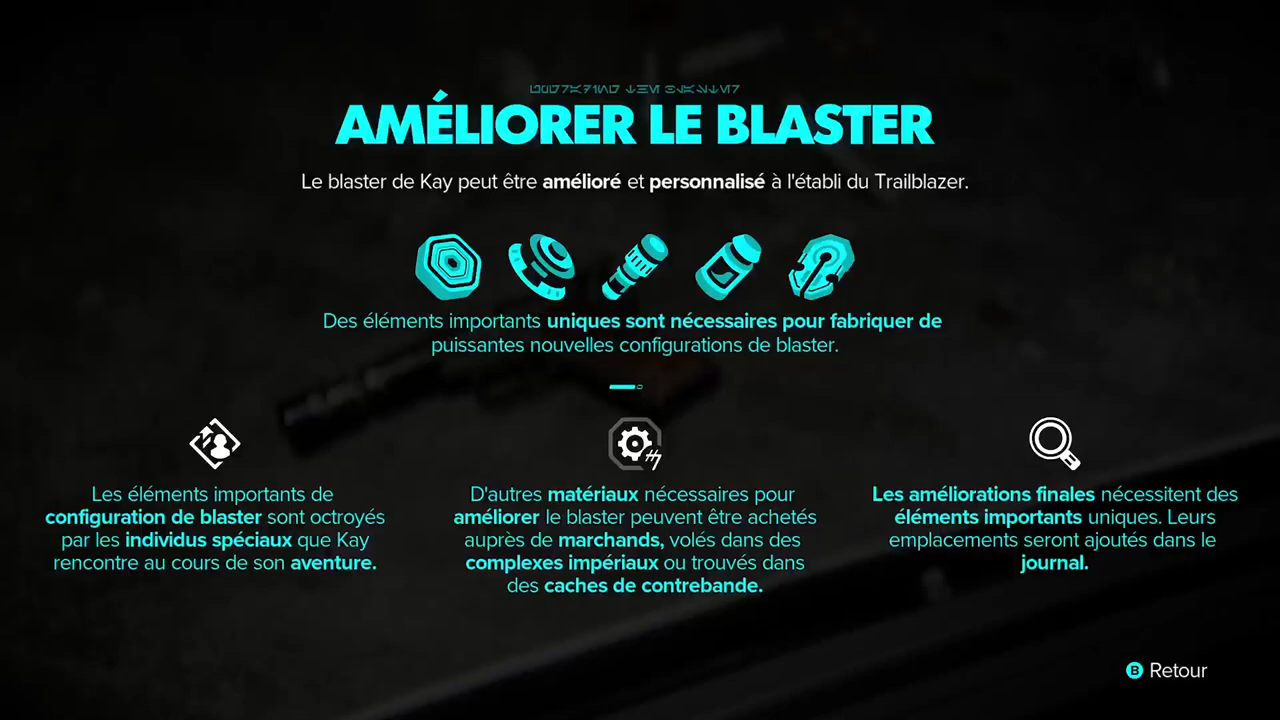 AMÉLIORER LE BLASTER
Le blaster de Kay peut être amélioré et personnalisé à l'établi du Trailblazer.
Des éléments importants uniques sont nécessaires pour fabriquer de
puissantes nouvelles configurations de blaster.
Les éléments importants de
configuration de blaster sont octroyés
par les individus spéciaux que Kay
rencontre au cours de son aventure.
D'autres matériaux nécessaires pour
améliorer le blaster peuvent être achetés
auprès de marchands, volés dans des
complexes impériaux ou trouvés dans
des caches de contrebande.
Les améliorations finales nécessitent des
éléments importants uniques. Leurs
emplacements seront ajoutés dans le
journal.
B Retour